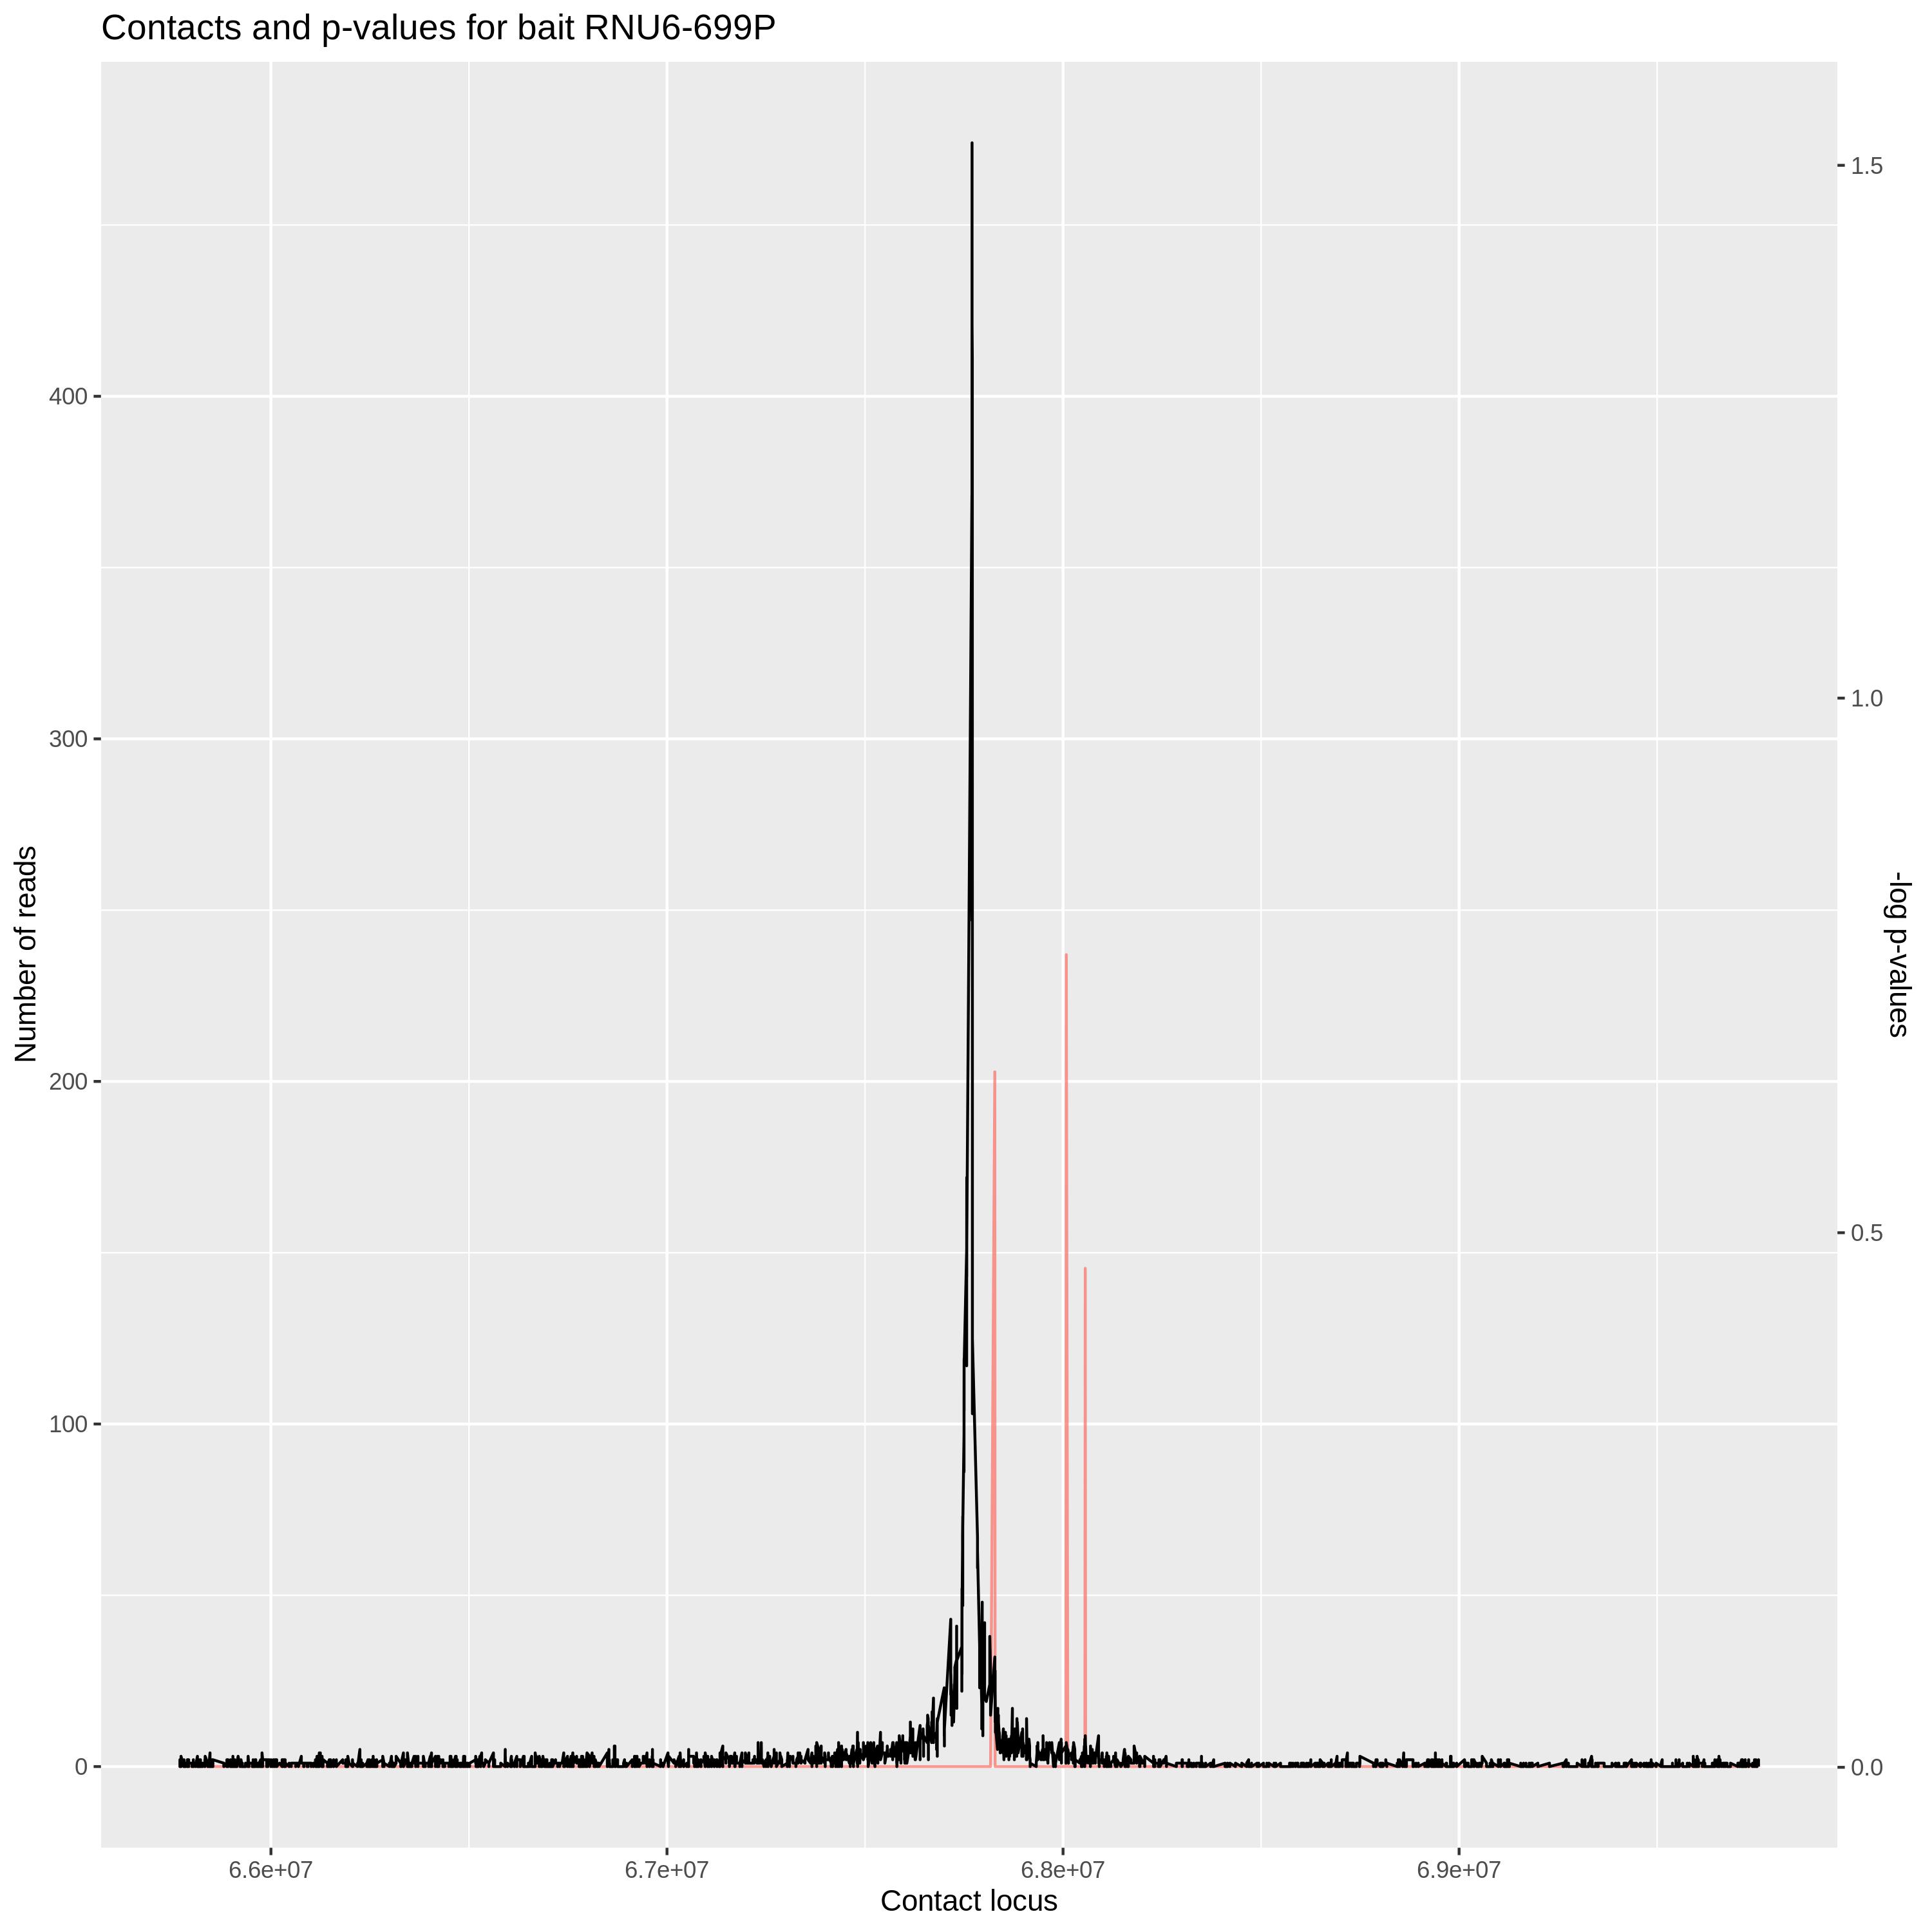 Contacts and p-values for bait RNU6-699P
400
300
200
100
0
Number of reads
1.5
1.0
0.5
0.0
-log p-values
6.6e+07
6.7e+07
6.8e+07
6.9e+07
Contact locus